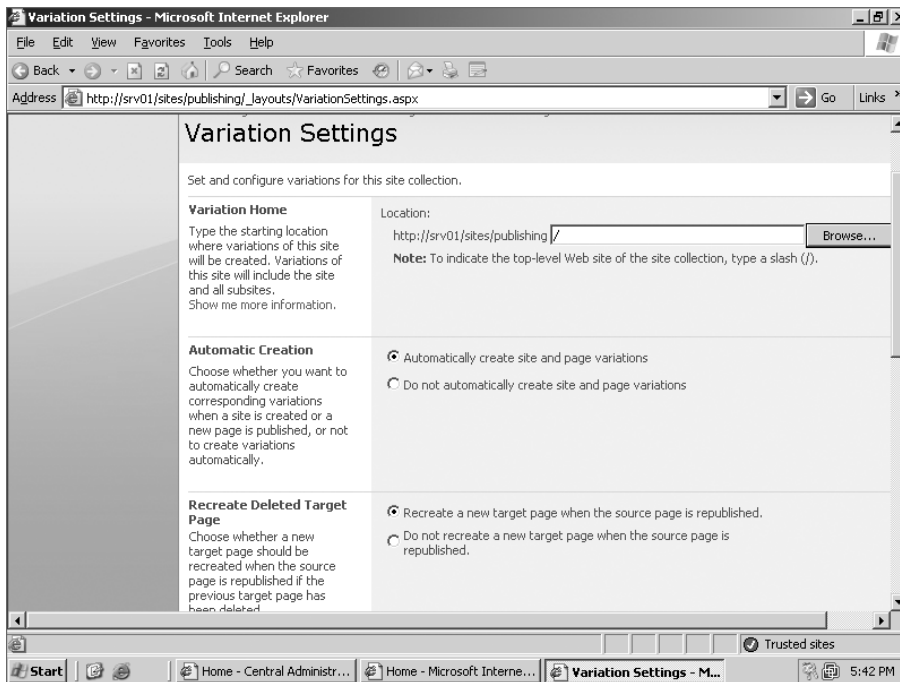 Variation Settings - Microsoft Internet Explorer
File Edit View Favorites Tools Help
Back Search Favorites
Address http://srv01/sites/publishing/_layouts/VariationSettings.aspx Go Links »
Variation Settings
Set and configure variations for this site collection.
Variation Home
Type the starting location
where variations of this site
will be created. Variations of
this site will include the site
and all subsites.
Show me more information.
Location:
http://srv01/sites/publishing / Browse...
Note: To indicate the top-level Web site of the site collection, type a slash (/).
Automatic Creation
Choose whether you want to
automatically create
corresponding variations
when a site is created or a
new page is published, or not
to create variations
automatically.
Automatically create site and page variations
Do not automatically create site and page variations
Recreate Deleted Target
Page
Choose whether a new
target page should be
recreated when the source
page is republished if the
previous target page has
been deleted
Recreate a new target page when the source page is republished.
Do not recreate a new target page when the source page is
republished.
Trusted sites
Start Home - Central Administr... Home - Microsoft Interne... Variation Settings - M... 5:42 PM